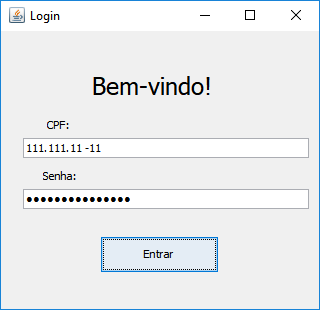 Login
Bem-vindo!
CPF:
111.111.11 -11
Senha:
•••••••••••••••
Entrar